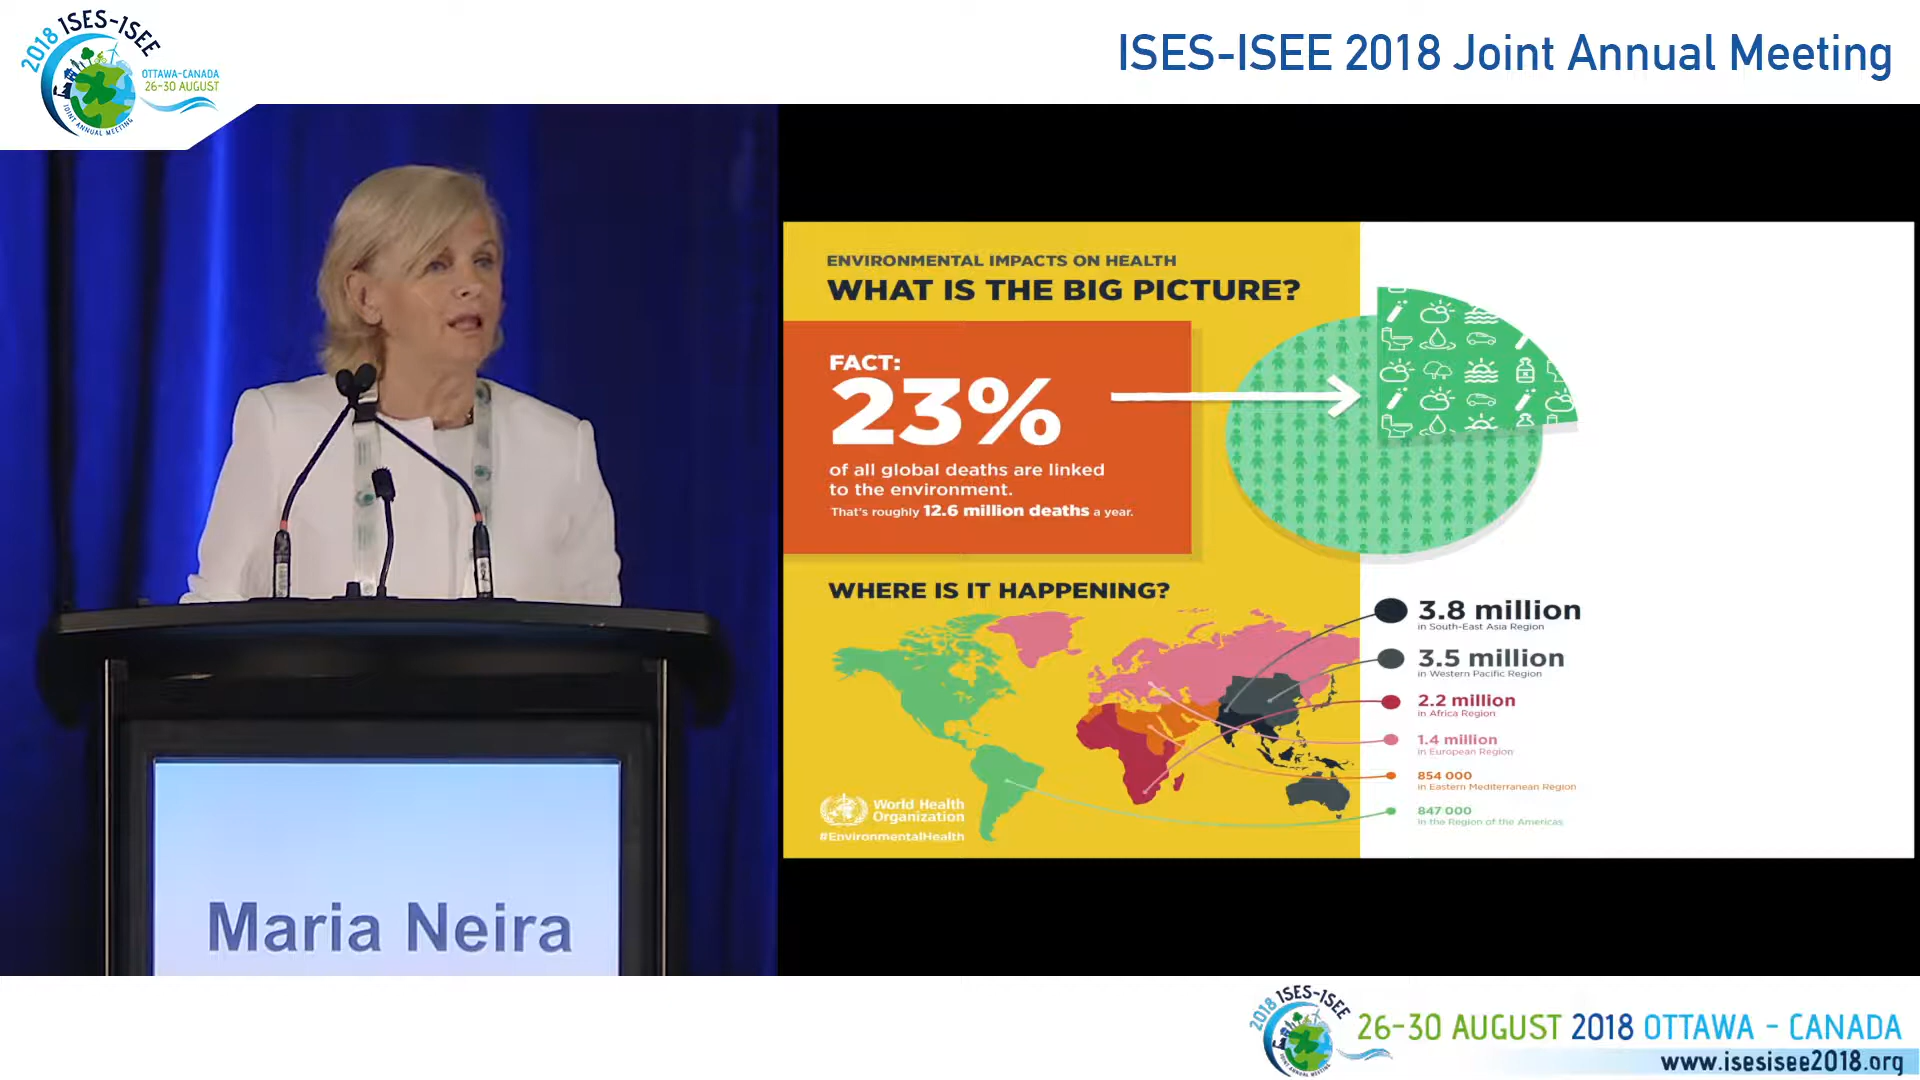 2018 ISES-ISEE
OTTAWA-CANADA
26-30 AUGUST
JOINT ANNUAL MEETING
ISES-ISEE 2018 Joint Annual Meeting
ENVIRONMENTAL IMPACTS ON HEALTH
WHAT IS THE BIG PICTURE?
FACT:
23%
of all global deaths are linked
to the environment.
That's roughly 12.6 million deaths a year.
WHERE IS IT HAPPENING?
3.8 million
in South-East Asia Region
3.5 million
in Western Pacific Region
2.2 million
in Africa Region
1.4 million
in European Region
854 000
in Eastern Mediterranean Region
847 000
in the Region of the Americas
World Health
Organization
#EnvironmentalHealth
Maria Neira
2018 ISES-ISEE
JOINT ANNUAL MEETING
26-30 AUGUST 2018 OTTAWA - CANADA
www.isesisee2018.org